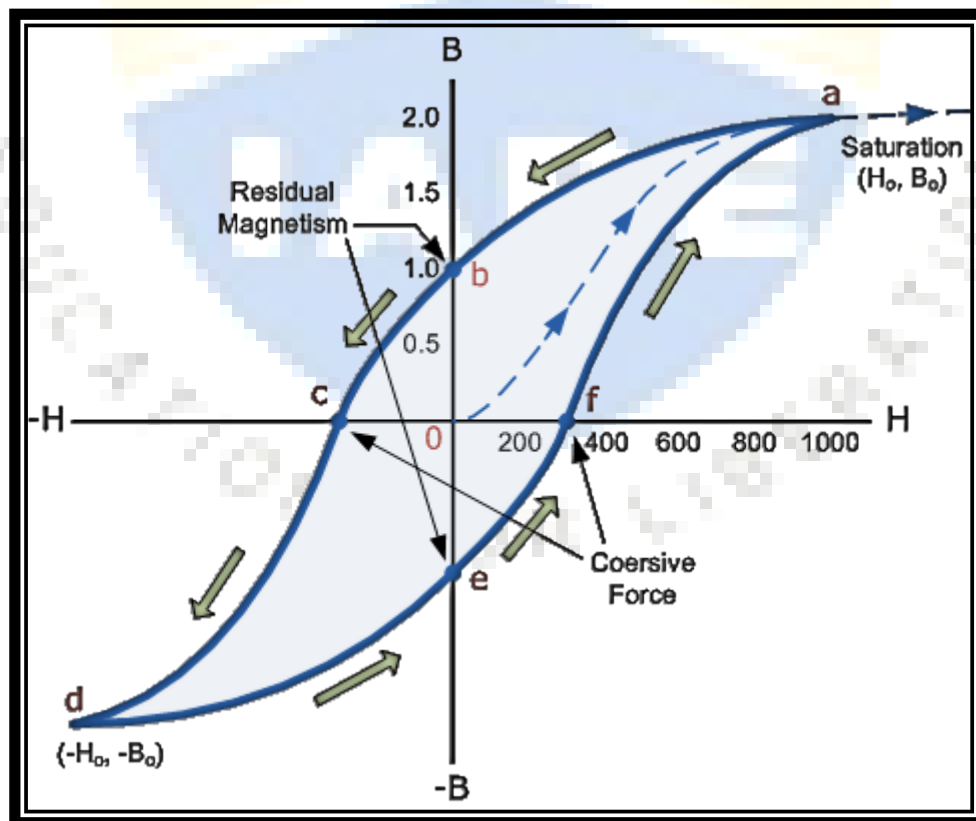 B
a
2.0
Saturation
(Hₒ, Bₒ)
1.5
Residual
Magnetism
1.0
b
0.5
c
f
-H
0
200
400
600
800
1000
H
Coersive
Force
e
d
(-Hₒ, -Bₒ)
-B